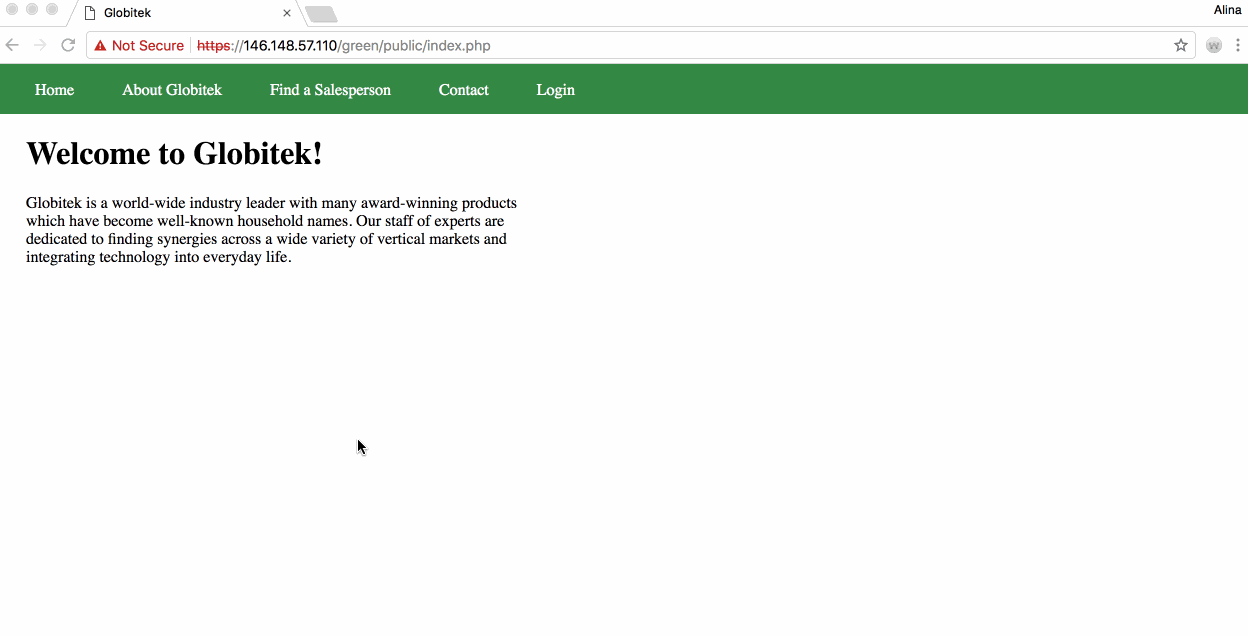 Globitek
Alina
Not Secure https://146.148.57.110/green/public/index.php
Home About Globitek Find a Salesperson Contact Login
Welcome to Globitek!
Globitek is a world-wide industry leader with many award-winning products
which have become well-known household names. Our staff of experts are
dedicated to finding synergies across a wide variety of vertical markets and
integrating technology into everyday life.